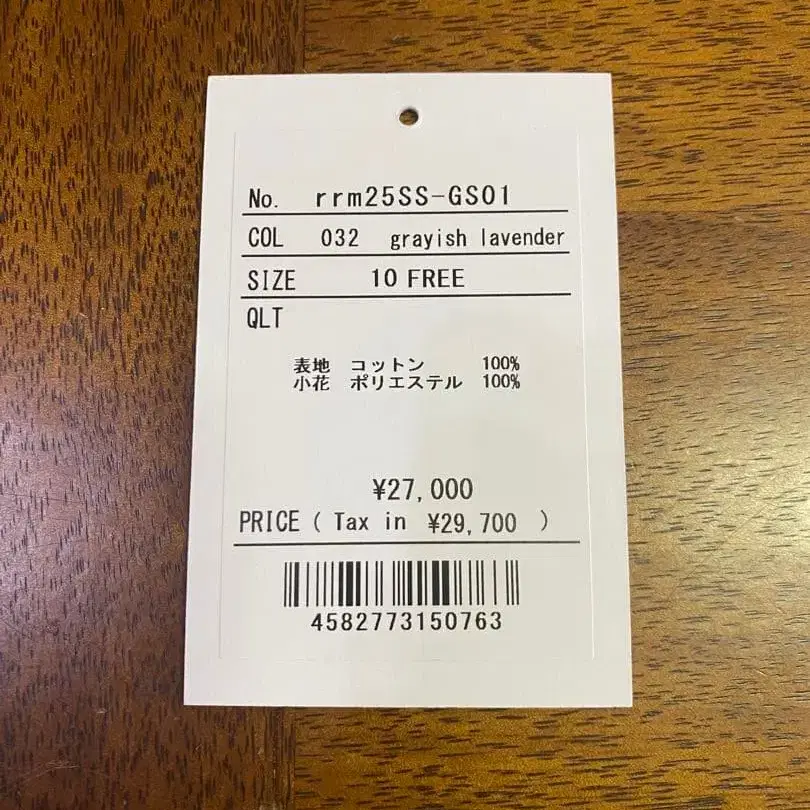 No. rrm25SS-GS01
COL 032 grayish lavender
SIZE 10 FREE
QLT
表地 コットン 100%
小花 ポリエステル 100%
¥27,000
PRICE ( Tax in ¥29,700 )
4582773150763